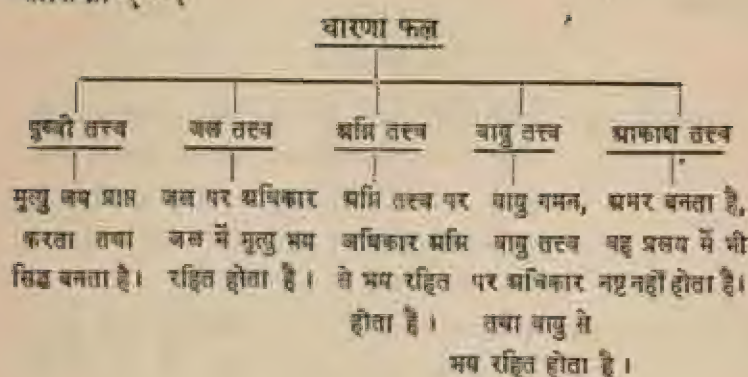 धारणा फल
पृथ्वी तत्त्व जल तत्त्व अग्नि तत्त्व वायु तत्त्व आकाश तत्त्व
मृत्यु जय प्राप्त जल पर अधिकार अग्नि तत्त्व पर वायु गमन, अमर बनता है,
करता तथा जल में मृत्यु भय अधिकार अग्नि वायु तत्त्व वह प्रलय में भी
सिद्ध बनता है। रहित होता है। से भय रहित पर अधिकार नष्ट नहीं होता है।
होता है। तथा वायु से
भय रहित होता है।